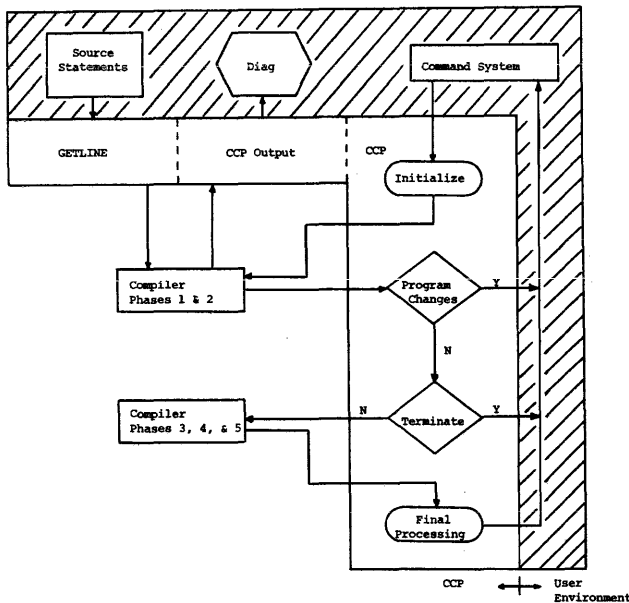 Source
Statements
Diag
Command System
GETLINE
CCP Output
CCP
Initialize
Compiler
Phases 1 & 2
Program
Changes
Y
N
Compiler
Phases 3, 4, & 5
N
Terminate
Y
Final
Processing
CCP
User
Environment